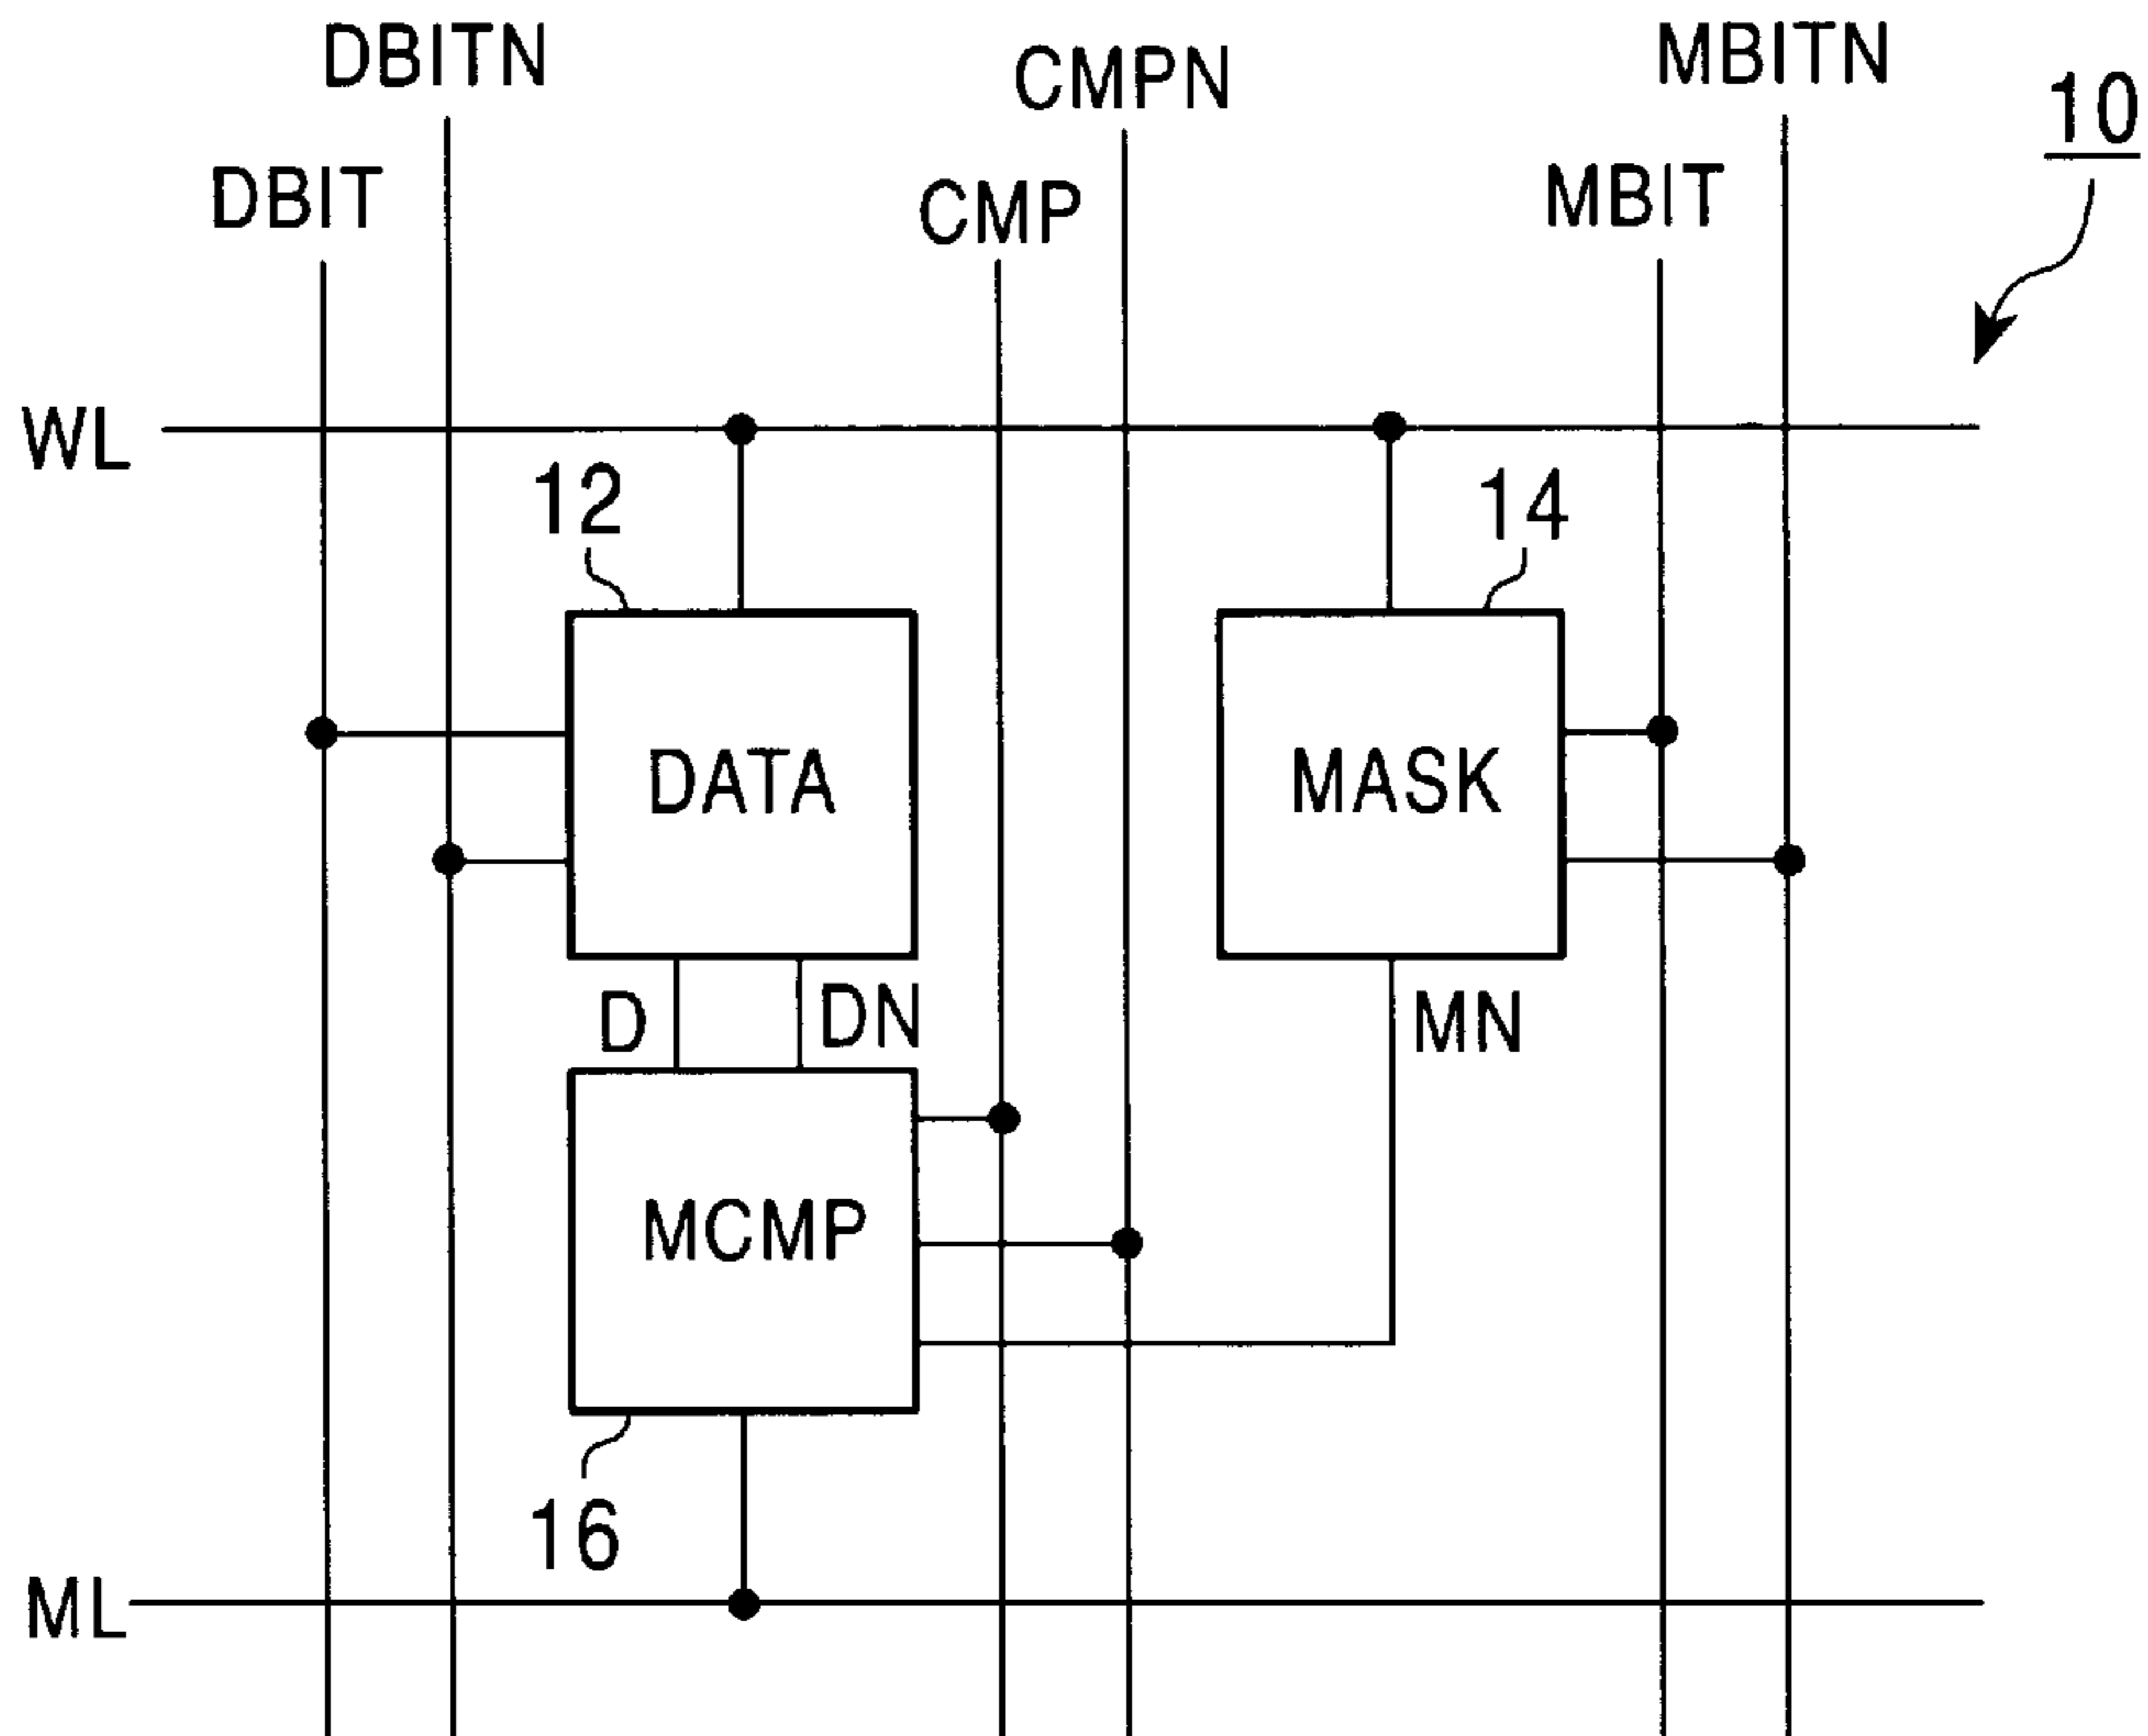 DBITN
CMPN
MBITN
10
DBIT
CMP
MBIT
WL
12
14
DATA
MASK
D
DN
MN
MCMP
16
ML